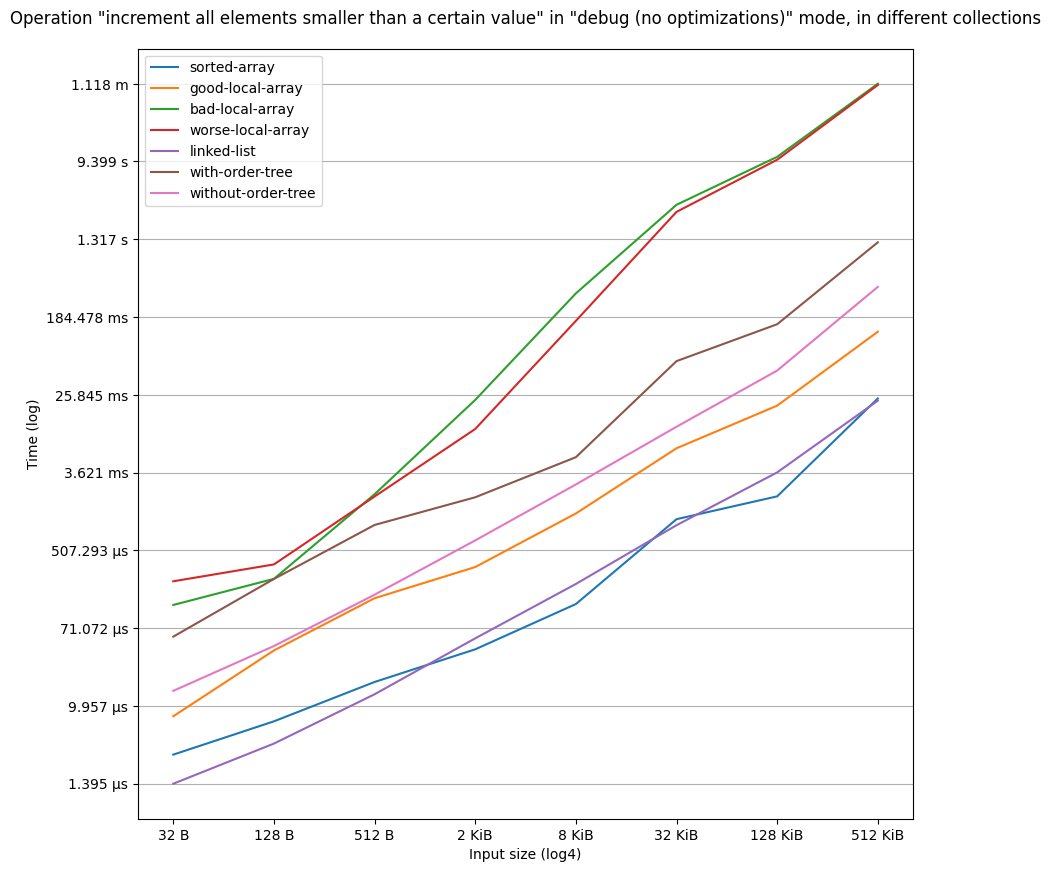 Operation "increment all elements smaller than a certain value" in "debug (no optimizations)" mode, in different collections
sorted-array
good-local-array
bad-local-array
worse-local-array
linked-list
with-order-tree
without-order-tree
Time (log)
1.118 m
9.399 s
1.317 s
184.478 ms
25.845 ms
3.621 ms
507.293 µs
71.072 µs
9.957 µs
1.395 µs
32 B
128 B
512 B
2 KiB
8 KiB
32 KiB
128 KiB
512 KiB
Input size (log4)